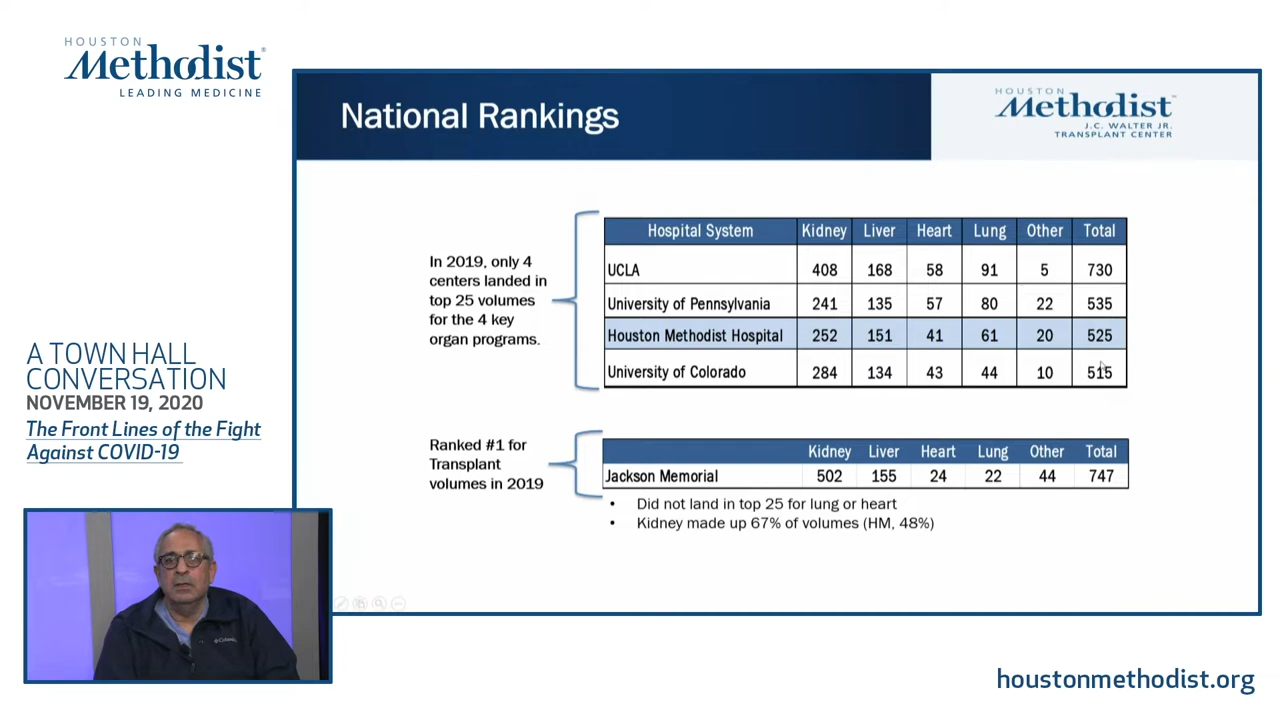 HOUSTON
Methodist
LEADING MEDICINE
National Rankings
HOUSTON
Methodist™
J.C. WALTER JR.
TRANSPLANT CENTER
In 2019, only 4
centers landed in
top 25 volumes
for the 4 key
organ programs.
Hospital System Kidney Liver Heart Lung Other Total
UCLA 408 168 58 91 5 730
University of Pennsylvania 241 135 57 80 22 535
Houston Methodist Hospital 252 151 41 61 20 525
University of Colorado 284 134 43 44 10 515
Ranked #1 for
Transplant
volumes in 2019
Kidney Liver Heart Lung Other Total
Jackson Memorial 502 155 24 22 44 747
• Did not land in top 25 for lung or heart
• Kidney made up 67% of volumes (HM, 48%)
A TOWN HALL
CONVERSATION
NOVEMBER 19, 2020
The Front Lines of the Fight
Against COVID-19
Columbia
houstonmethodist.org